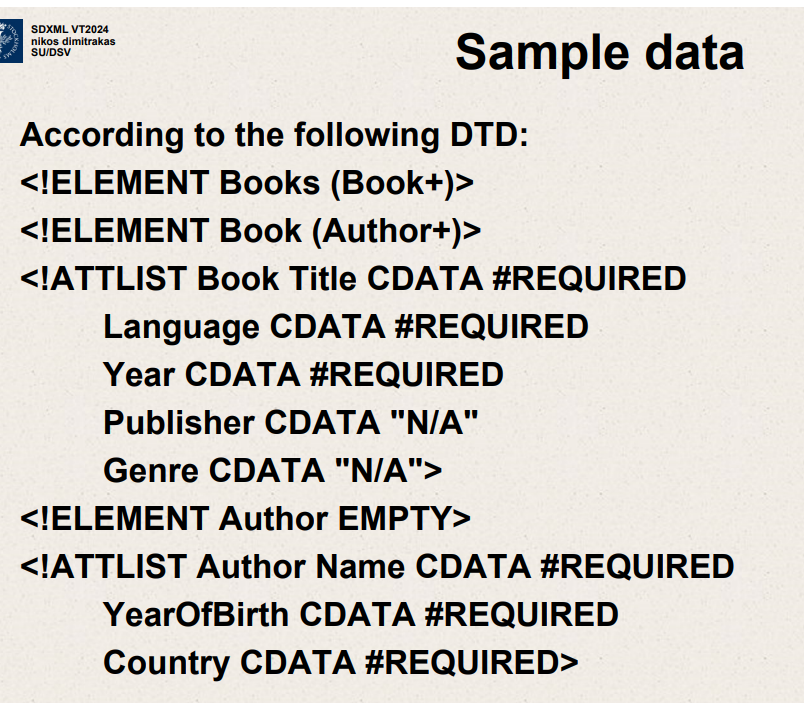 SDXML VT2024
nikos dimitrakas
SU/DSV
Sample data
According to the following DTD:
<!ELEMENT Books (Book+)>
<!ELEMENT Book (Author+)>
<!ATTLIST Book Title CDATA #REQUIRED
Language CDATA #REQUIRED
Year CDATA #REQUIRED
Publisher CDATA "N/A"
Genre CDATA "N/A">
<!ELEMENT Author EMPTY>
<!ATTLIST Author Name CDATA #REQUIRED
YearOfBirth CDATA #REQUIRED
Country CDATA #REQUIRED>